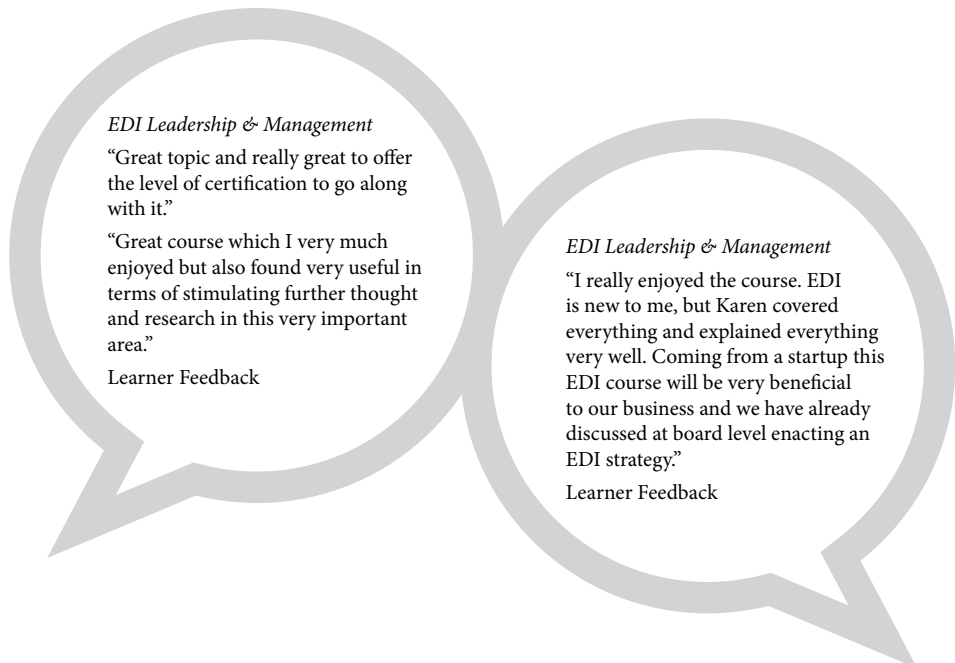 EDI Leadership & Management
“Great topic and really great to offer
the level of certification to go along
with it.”
“Great course which I very much
enjoyed but also found very useful in
terms of stimulating further thought
and research in this very important
area.”
Learner Feedback
EDI Leadership & Management
“I really enjoyed the course. EDI
is new to me, but Karen covered
everything and explained everything
very well. Coming from a startup this
EDI course will be very beneficial
to our business and we have already
discussed at board level enacting an
EDI strategy.”
Learner Feedback